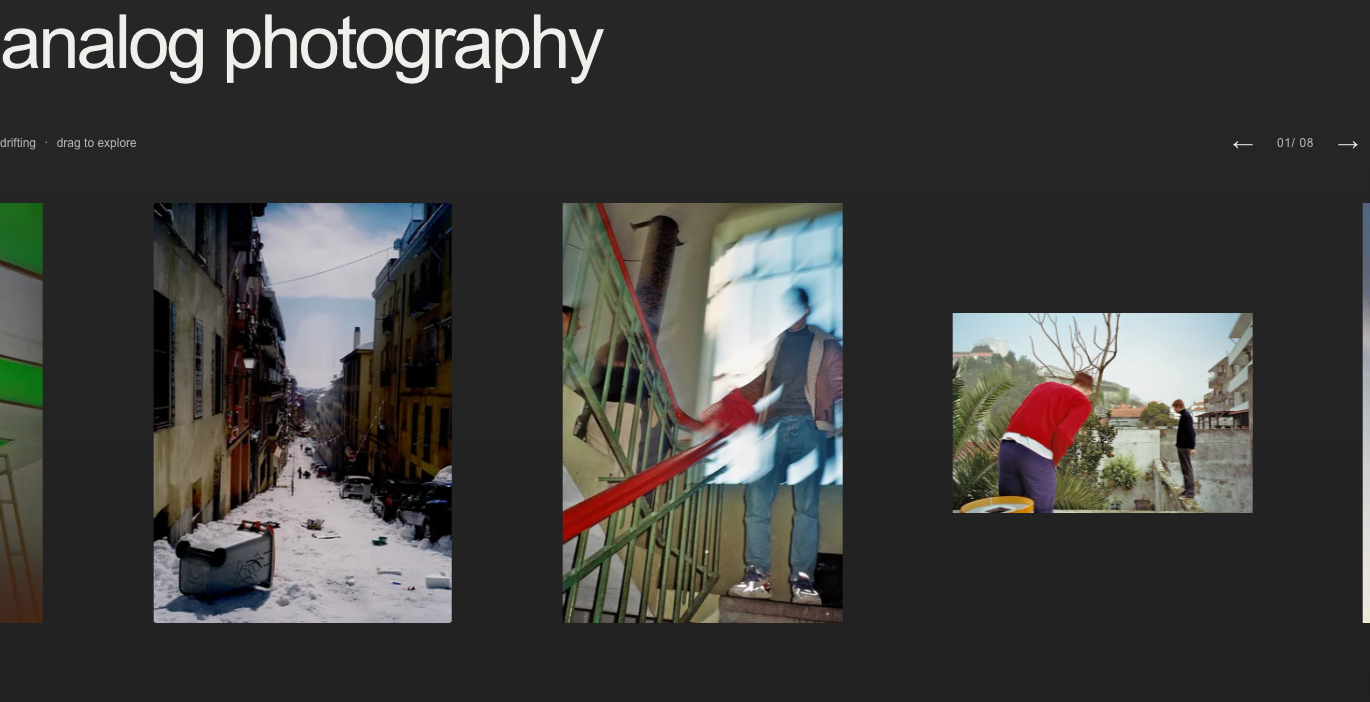 analog photography
drifting · drag to explore
← 01/ 08 →